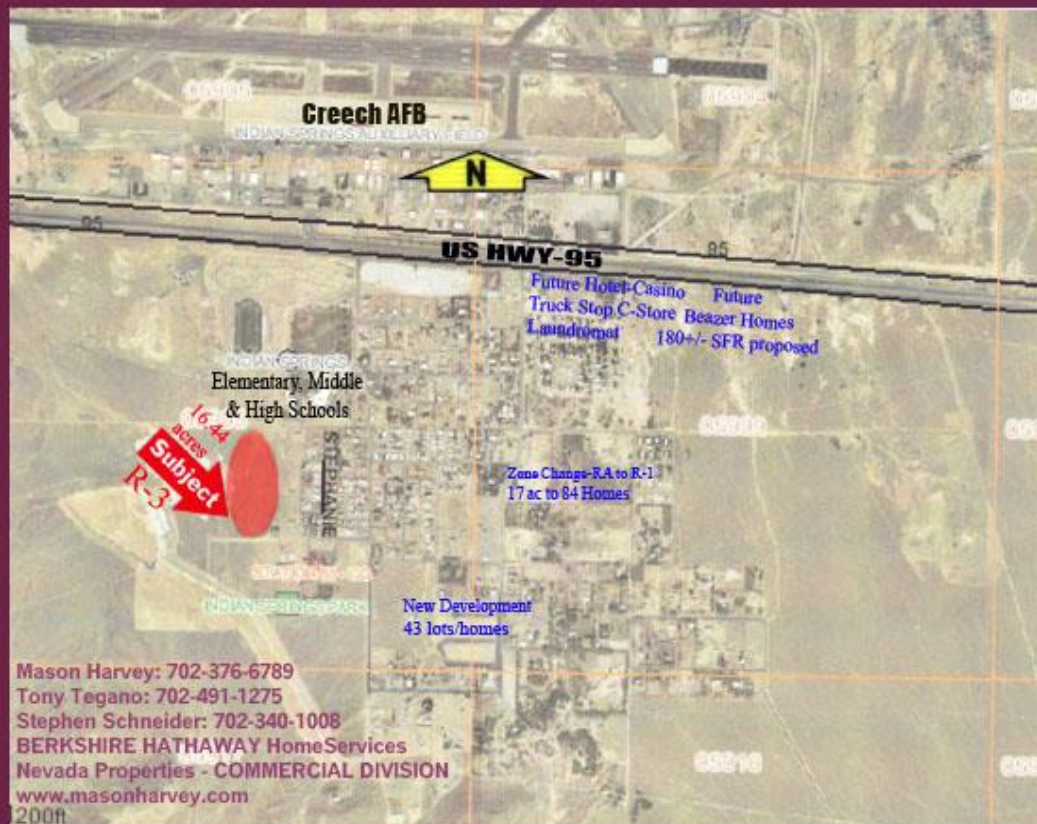 Creech AFB
INDIAN SPRINGS AUXILIARY FIELD
N
95
US HWY-95
95
Future Hotel-Casino Future
Truck Stop C-Store Beazer Homes
Laundromat 180+/- SFR proposed
INDIAN SPRINGS
Elementary, Middle
& High Schools
16.44
acres
Subject
R-3
STEPHANIE
Zone Change-RA to R-1
17 ac to 84 Homes
INDIAN SPRINGS PARK
New Development
43 lots/homes
Mason Harvey: 702-376-6789
Tony Tegano: 702-491-1275
Stephen Schneider: 702-340-1008
BERKSHIRE HATHAWAY HomeServices
Nevada Properties - COMMERCIAL DIVISION
www.masonharvey.com
1200ft